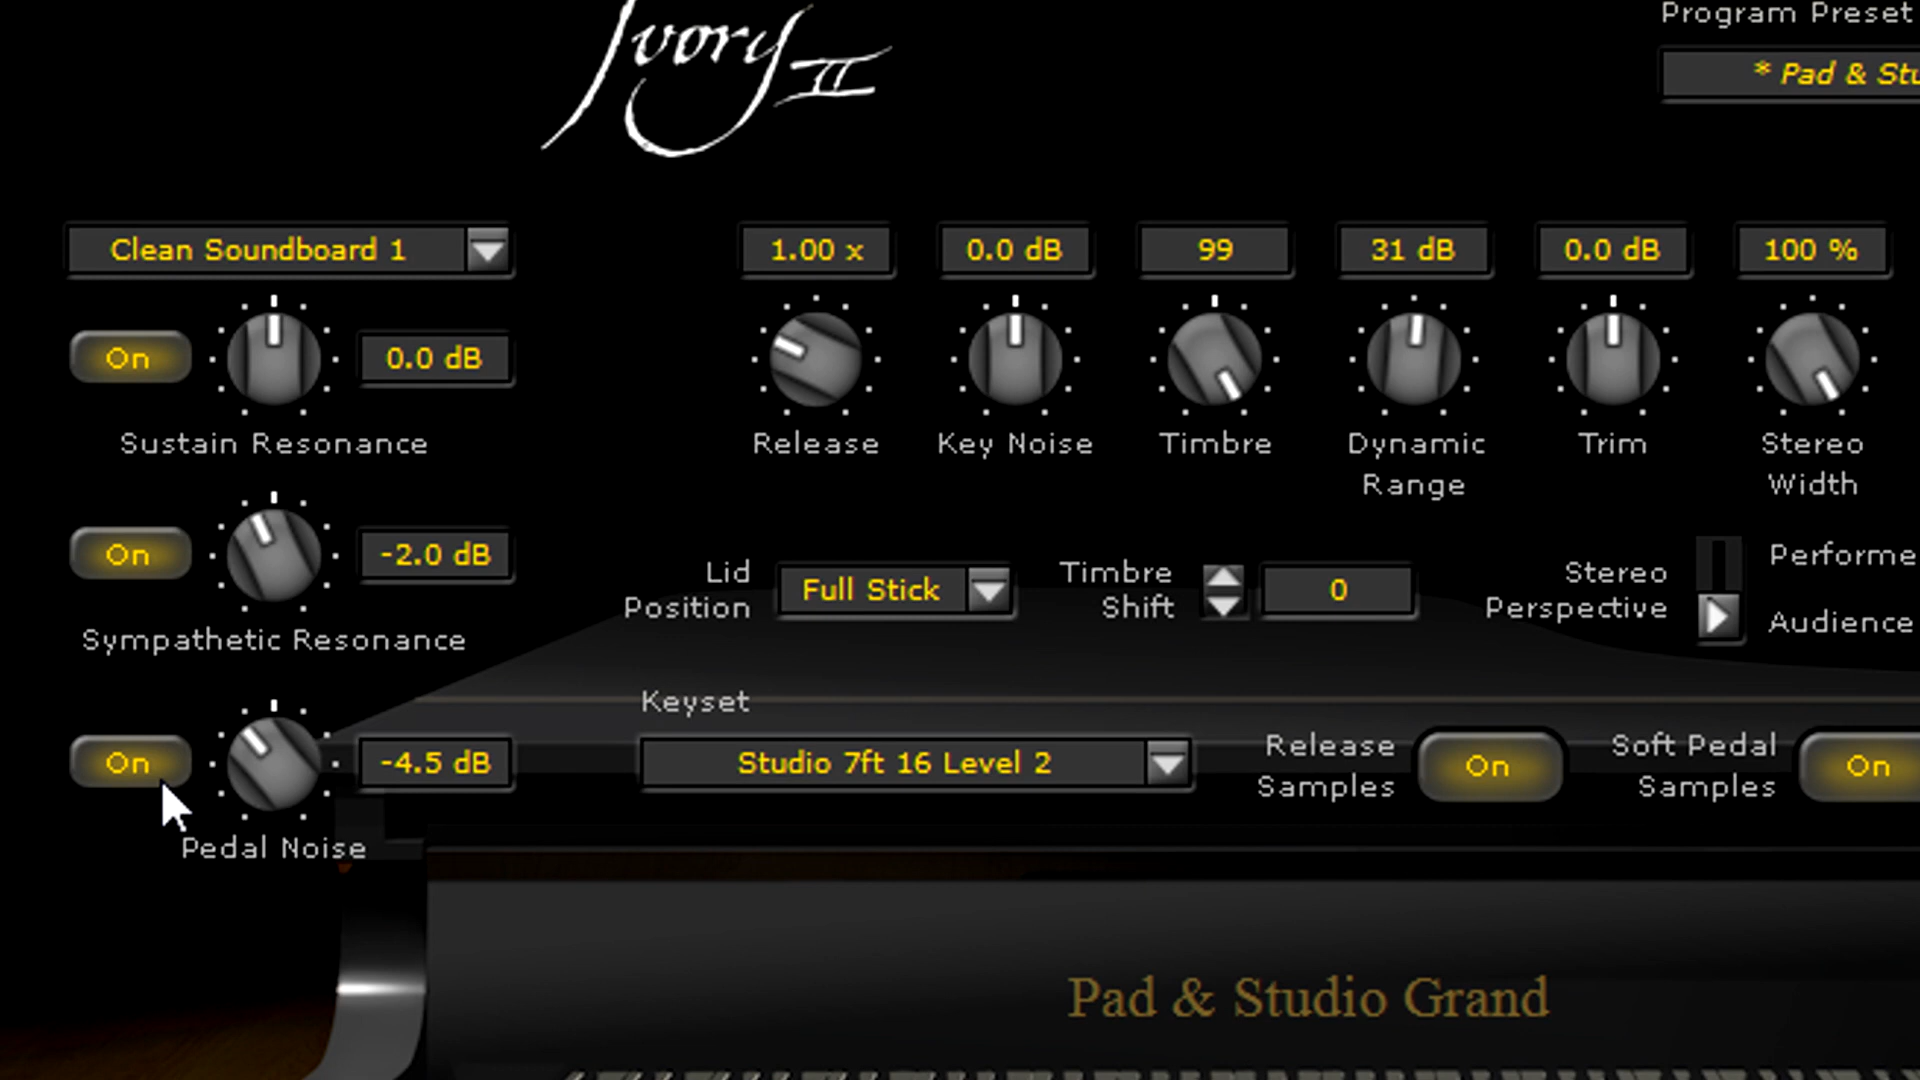 Ivory II
Program Preset
* Pad & Stu
Clean Soundboard 1
1.00 x
0.0 dB
99
31 dB
0.0 dB
100 %
On
0.0 dB
Sustain Resonance
Release
Key Noise
Timbre
Dynamic
Range
Trim
Stereo
Width
On
-2.0 dB
Sympathetic Resonance
Lid
Position
Full Stick
Timbre
Shift
0
Stereo
Perspective
Performe
Audience
On
-4.5 dB
Pedal Noise
Keyset
Studio 7ft 16 Level 2
Release
Samples
On
Soft Pedal
Samples
On
Pad & Studio Grand